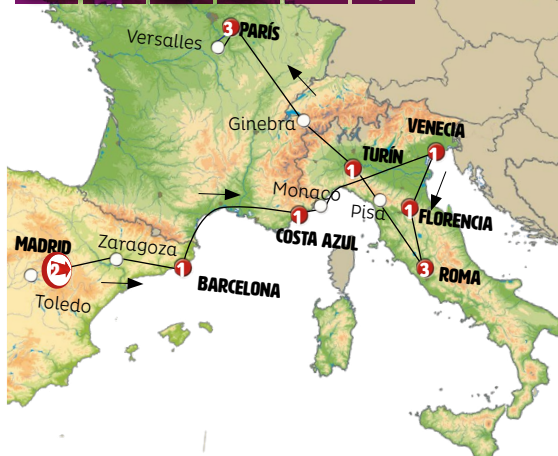 3
PARÍS
Versalles
Ginebra
VENECIA
1
TURÍN
1
Monaco
Pisa
1
FLORENCIA
1
COSTA AZUL
MADRID
2
Zaragoza
Toledo
1
BARCELONA
3
ROMA